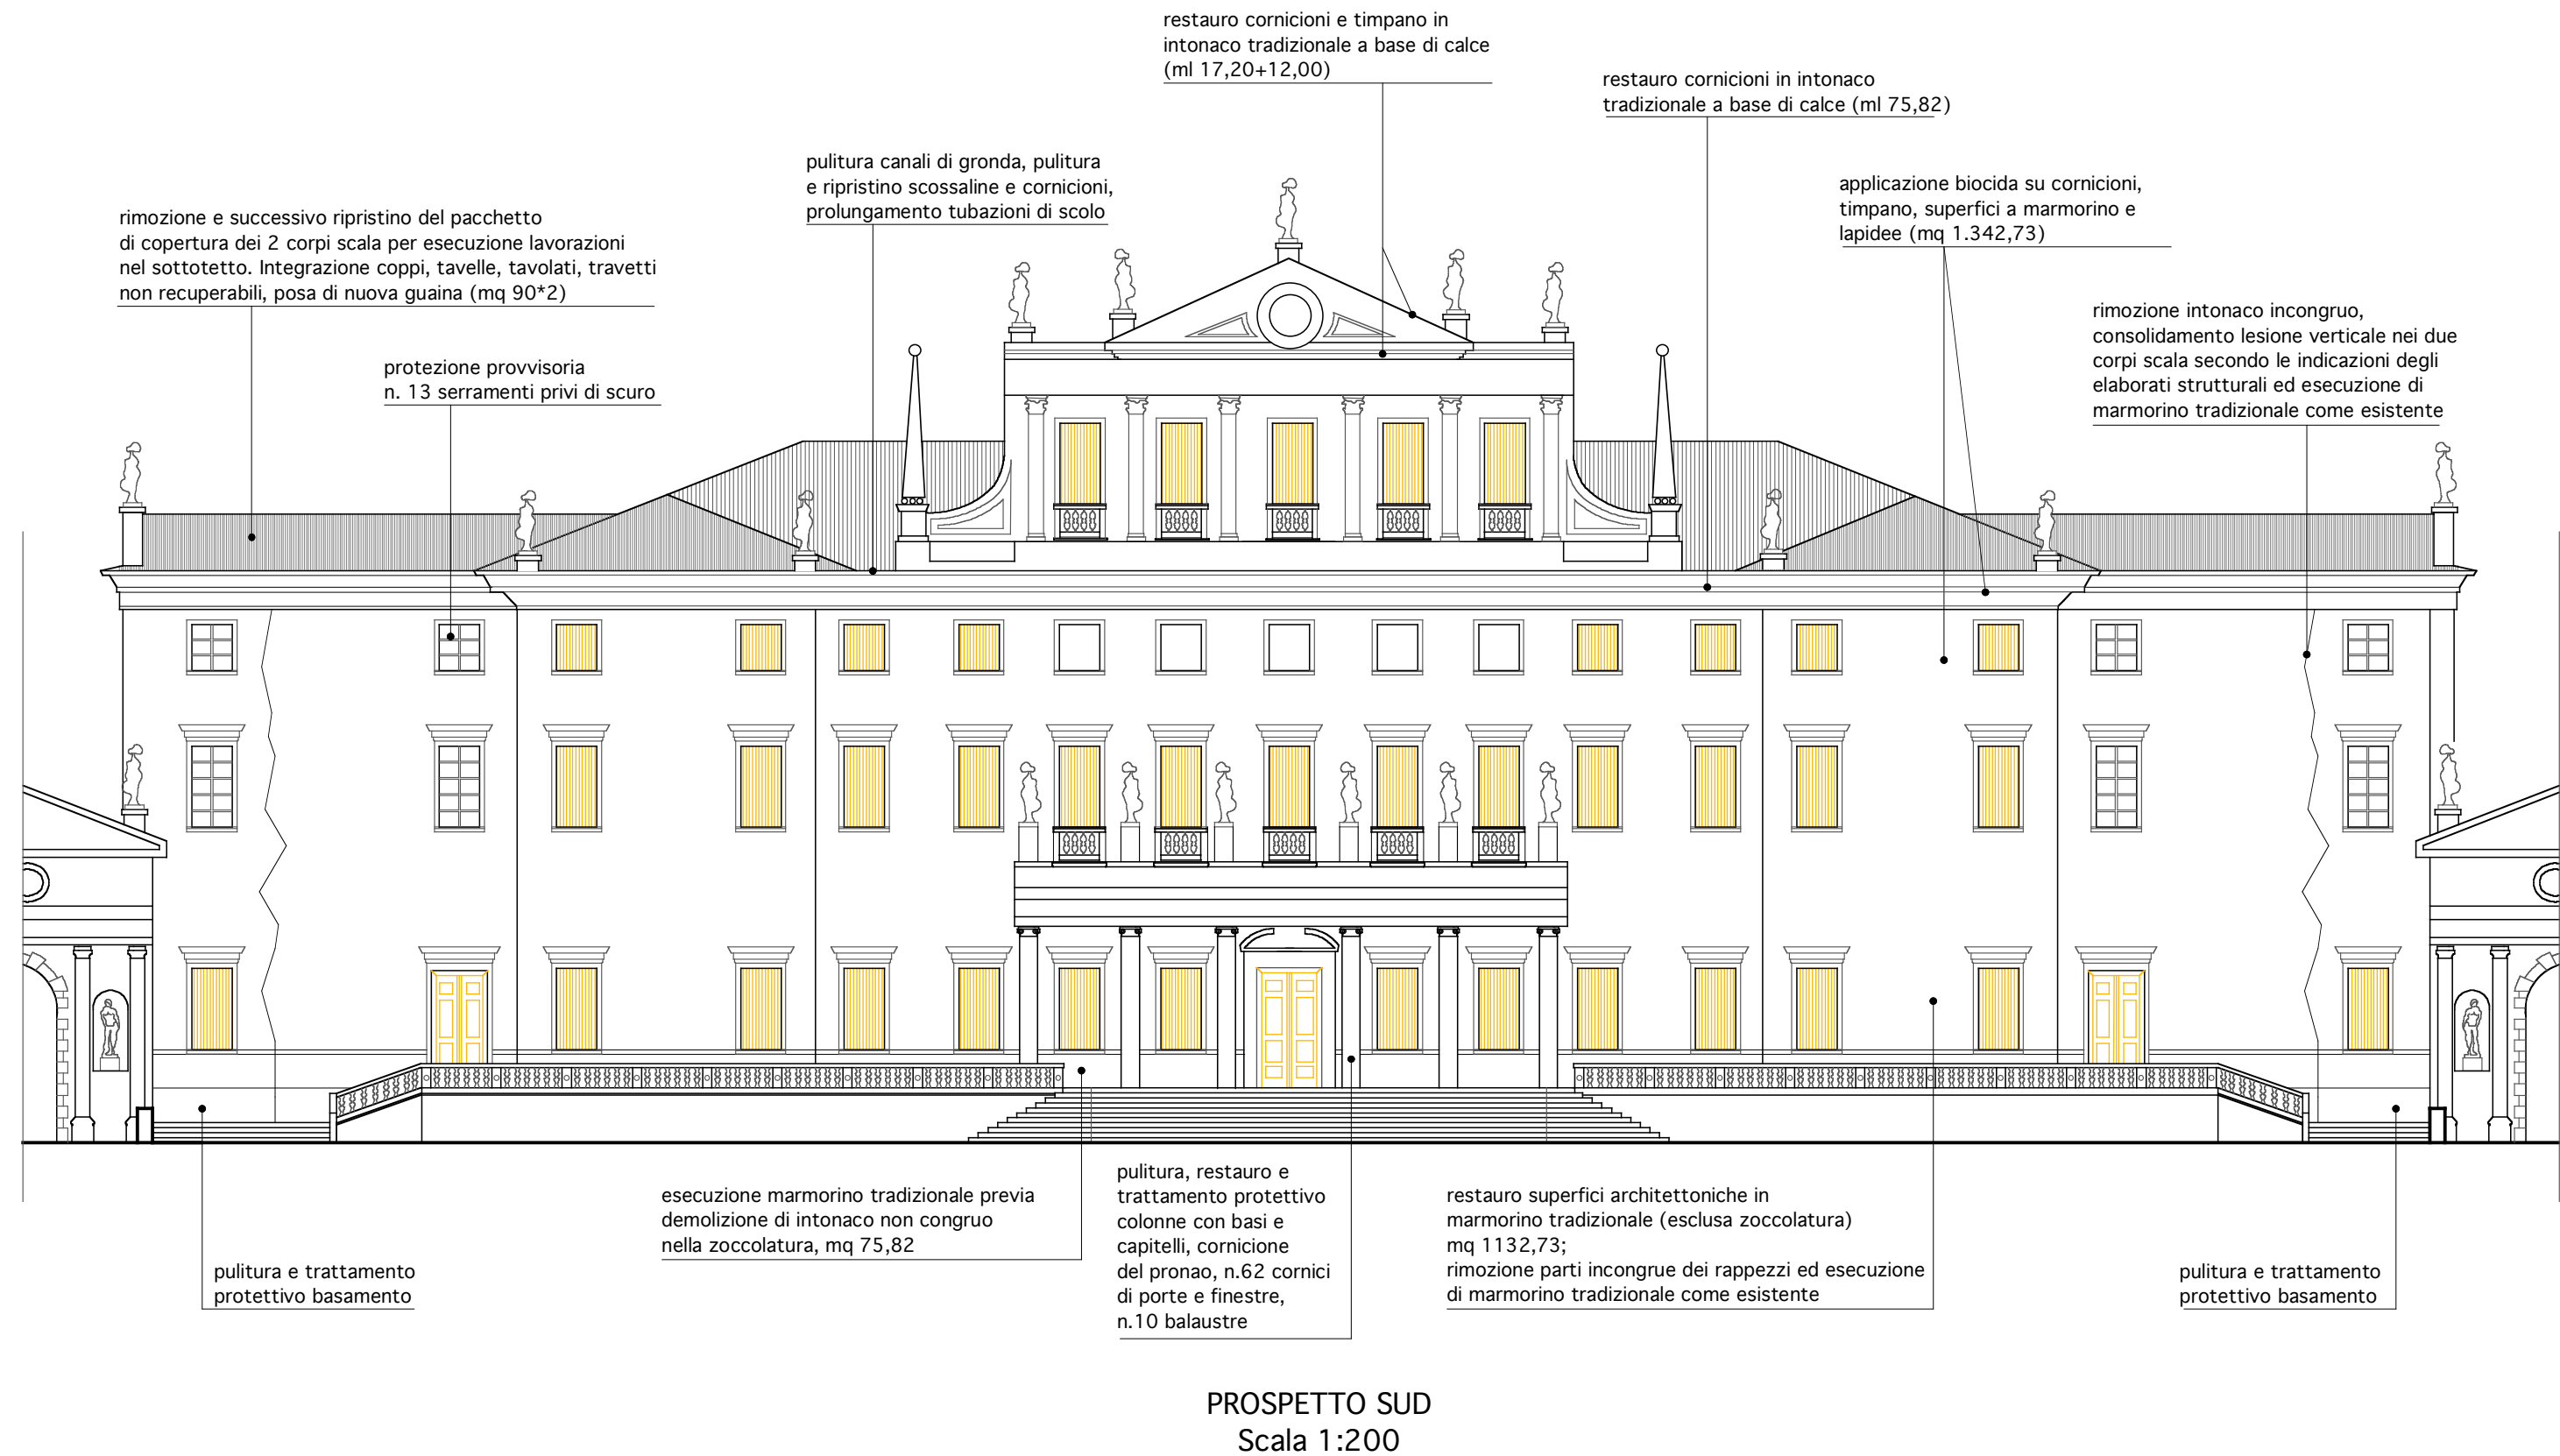 restauro cornicioni e timpano in
intonaco tradizionale a base di calce
(ml 17,20+12,00)
restauro cornicioni in intonaco
tradizionale a base di calce (ml 75,82)
pulitura canali di gronda, pulitura
e ripristino scossaline e cornicioni,
prolungamento tubazioni di scolo
applicazione biocida su cornicioni,
timpano, superfici a marmorino e
lapidee (mq 1.342,73)
rimozione e successivo ripristino del pacchetto
di copertura dei 2 corpi scala per esecuzione lavorazioni
nel sottotetto. Integrazione coppi, tavelle, tavolati, travetti
non recuperabili, posa di nuova guaina (mq 90*2)
rimozione intonaco incongruo,
consolidamento lesione verticale nei due
corpi scala secondo le indicazioni degli
elaborati strutturali ed esecuzione di
marmorino tradizionale come esistente
protezione provvisoria
n. 13 serramenti privi di scuro
pulitura e trattamento
protettivo basamento
esecuzione marmorino tradizionale previa
demolizione di intonaco non congruo
nella zoccolatura, mq 75,82
pulitura, restauro e
trattamento protettivo
colonne con basi e
capitelli, cornicione
del pronao, n.62 cornici
di porte e finestre,
n.10 balaustre
restauro superfici architettoniche in
marmorino tradizionale (esclusa zoccolatura)
mq 1132,73;
rimozione parti incongrue dei rappezzi ed esecuzione
di marmorino tradizionale come esistente
pulitura e trattamento
protettivo basamento
PROSPETTO SUD
Scala 1:200